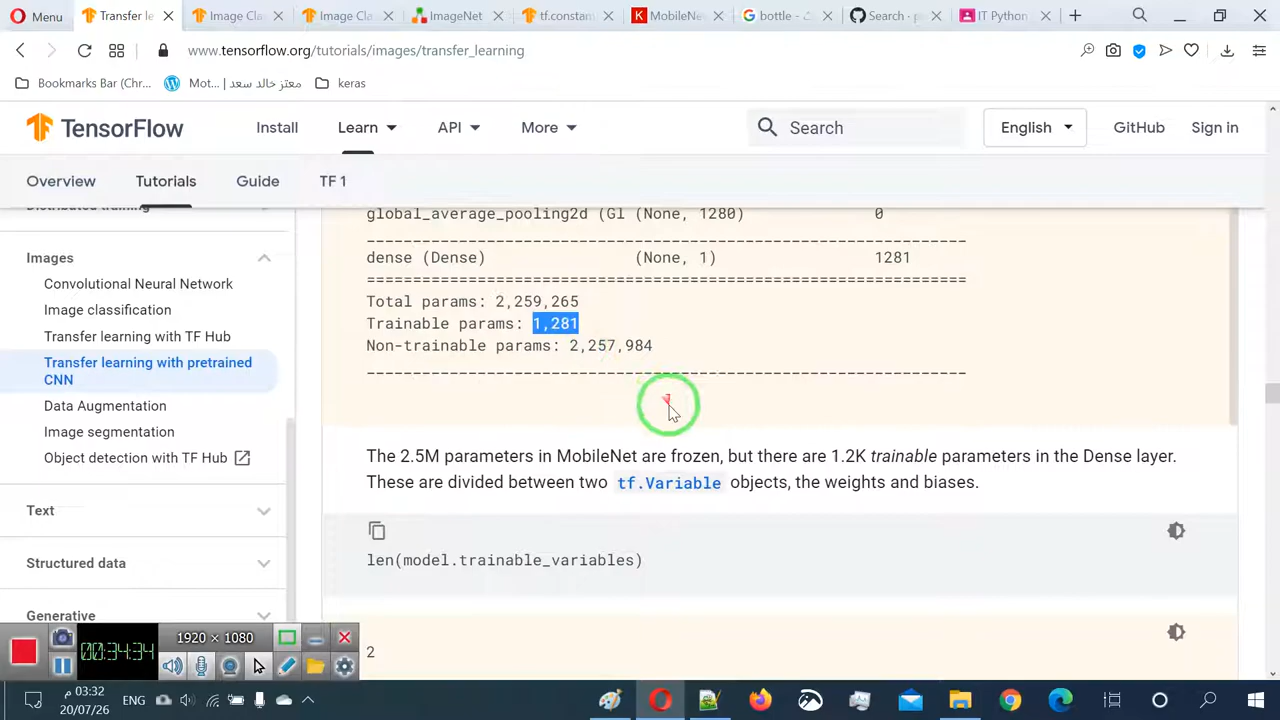 Menu
Transfer le
Image Cla
Image Cla
ImageNet
tf.constan
MobileNet
bottle -
Search - p
IT Python
www.tensorflow.org/tutorials/images/transfer_learning
Bookmarks Bar (Chr...
معتز خالد سعد | Mot...
keras
TensorFlow
Install
Learn
API
More
Search
English
GitHub
Sign in
Overview
Tutorials
Guide
TF 1
Distributed training
Images
Convolutional Neural Network
Image classification
Transfer learning with TF Hub
Transfer learning with pretrained
CNN
Data Augmentation
Image segmentation
Object detection with TF Hub
Text
Structured data
Generative
global_average_pooling2d (Gl (None, 1280) 0
dense (Dense) (None, 1) 1281
Total params: 2,259,265
Trainable params: 1,281
Non-trainable params: 2,257,984
The 2.5M parameters in MobileNet are frozen, but there are 1.2K trainable parameters in the Dense layer.
These are divided between two tf.Variable objects, the weights and biases.
len(model.trainable_variables)
2
00:34:34
1920 × 1080
ENG
03:32 م
20/07/26